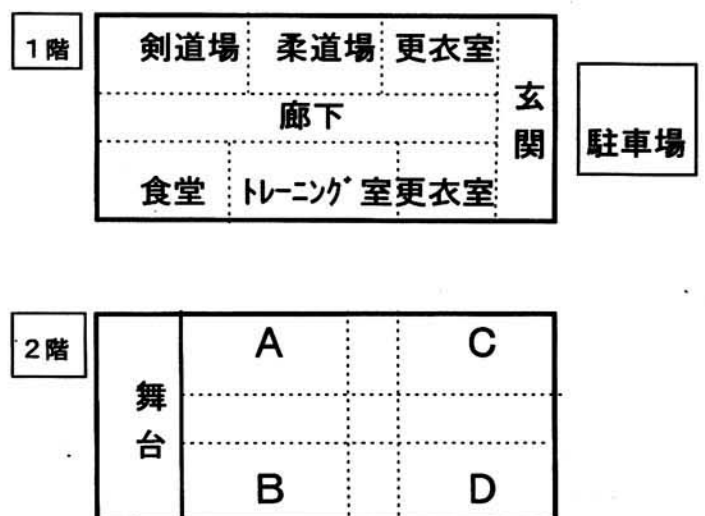 1階
剣道場 柔道場 更衣室
廊下
玄関
駐車場
食堂 ﾄﾚｰﾆﾝｸﾞ室 更衣室
2階
舞台
A C
B D